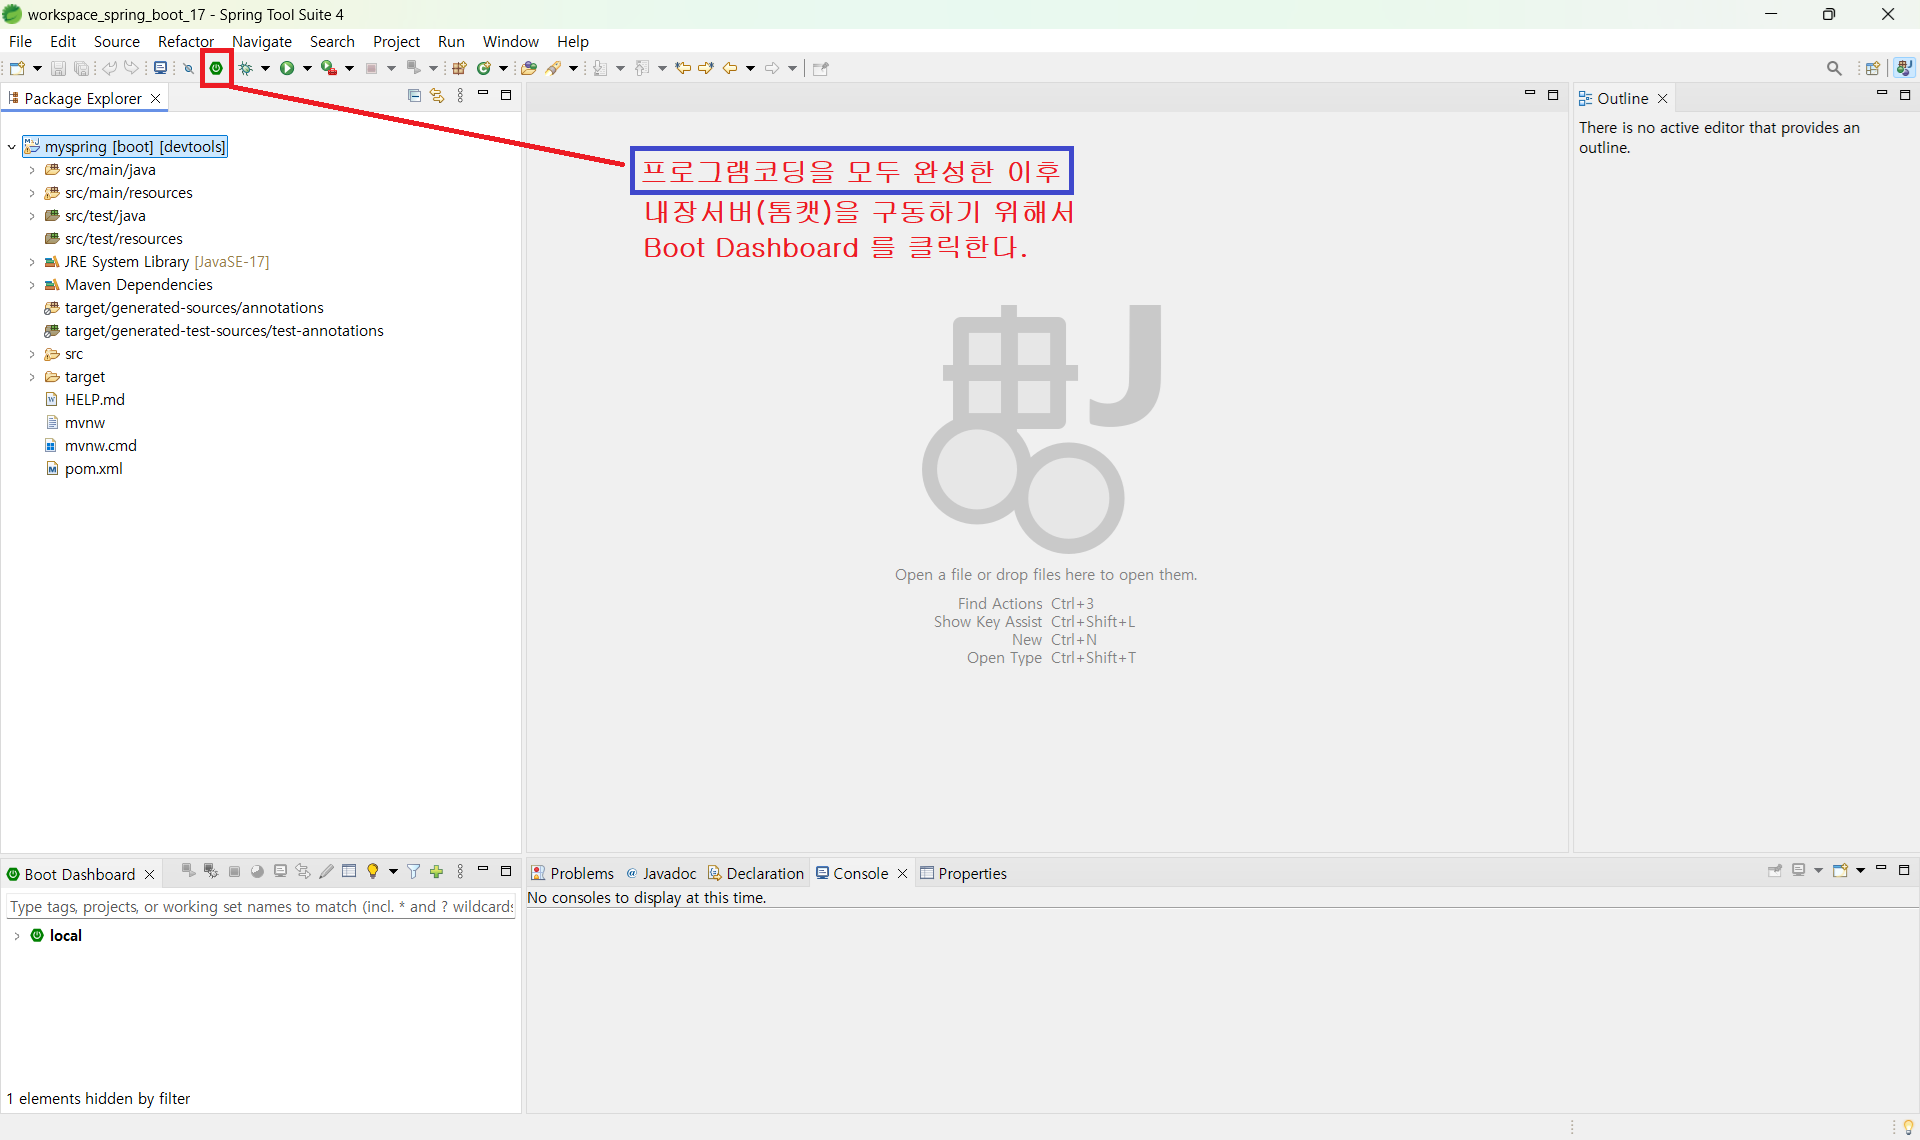 workspace_spring_boot_17 - Spring Tool Suite 4
File Edit Source Refactor Navigate Search Project Run Window Help
Package Explorer
myspring [boot] [devtools]
src/main/java
src/main/resources
src/test/java
src/test/resources
JRE System Library [JavaSE-17]
Maven Dependencies
target/generated-sources/annotations
target/generated-test-sources/test-annotations
src
target
HELP.md
mvnw
mvnw.cmd
pom.xml
프로그램코딩을 모두 완성한 이후
내장서버(톰캣)을 구동하기 위해서
Boot Dashboard 를 클릭한다.
Open a file or drop files here to open them.
Find Actions Ctrl+3
Show Key Assist Ctrl+Shift+L
New Ctrl+N
Open Type Ctrl+Shift+T
Outline
There is no active editor that provides an
outline.
Boot Dashboard
Type tags, projects, or working set names to match (incl. * and ? wildcards
local
1 elements hidden by filter
Problems @ Javadoc Declaration Console Properties
No consoles to display at this time.